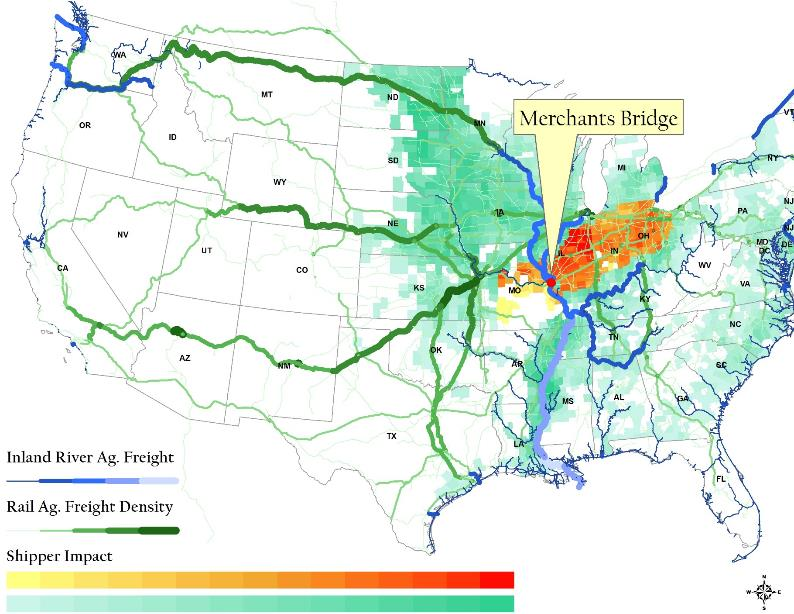 WA
VT
ND
MT
MN
OR
NY
ID
Merchants Bridge
SD
MI
WY
IA
PA
NJ
NE
OH
NV
IL
IN
MD
DC
DE
UT
CA
CO
WV
KS
MO
VA
KY
NC
TN
OK
AZ
NM
AR
SC
MS
AL
GA
TX
LA
FL
Inland River Ag. Freight
Rail Ag. Freight Density
Shipper Impact
N
W
E
S